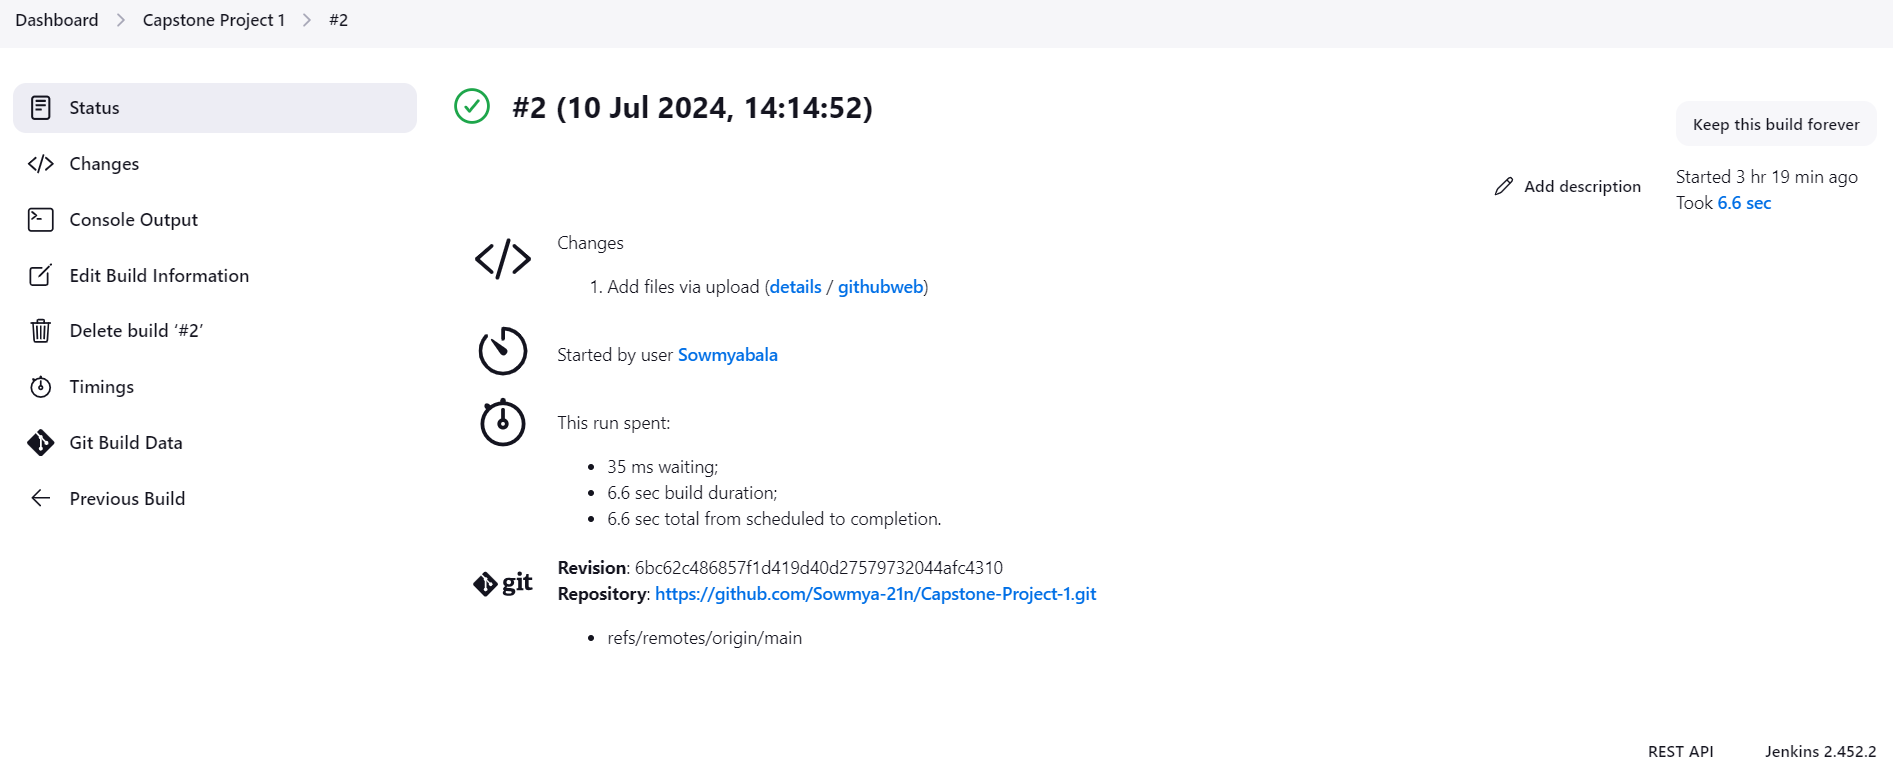 Dashboard > Capstone Project 1 > #2
Status
Changes
Console Output
Edit Build Information
Delete build ‘#2’
Timings
Git Build Data
Previous Build
#2 (10 Jul 2024, 14:14:52)
Keep this build forever
Add description
Started 3 hr 19 min ago
Took 6.6 sec
Changes
1. Add files via upload (details / githubweb)
Started by user Sowmyabala
This run spent:
• 35 ms waiting;
• 6.6 sec build duration;
• 6.6 sec total from scheduled to completion.
git
Revision: 6bc62c486857f1d419d40d27579732044afc4310
Repository: https://github.com/Sowmya-21n/Capstone-Project-1.git
• refs/remotes/origin/main
REST API
Jenkins 2.452.2